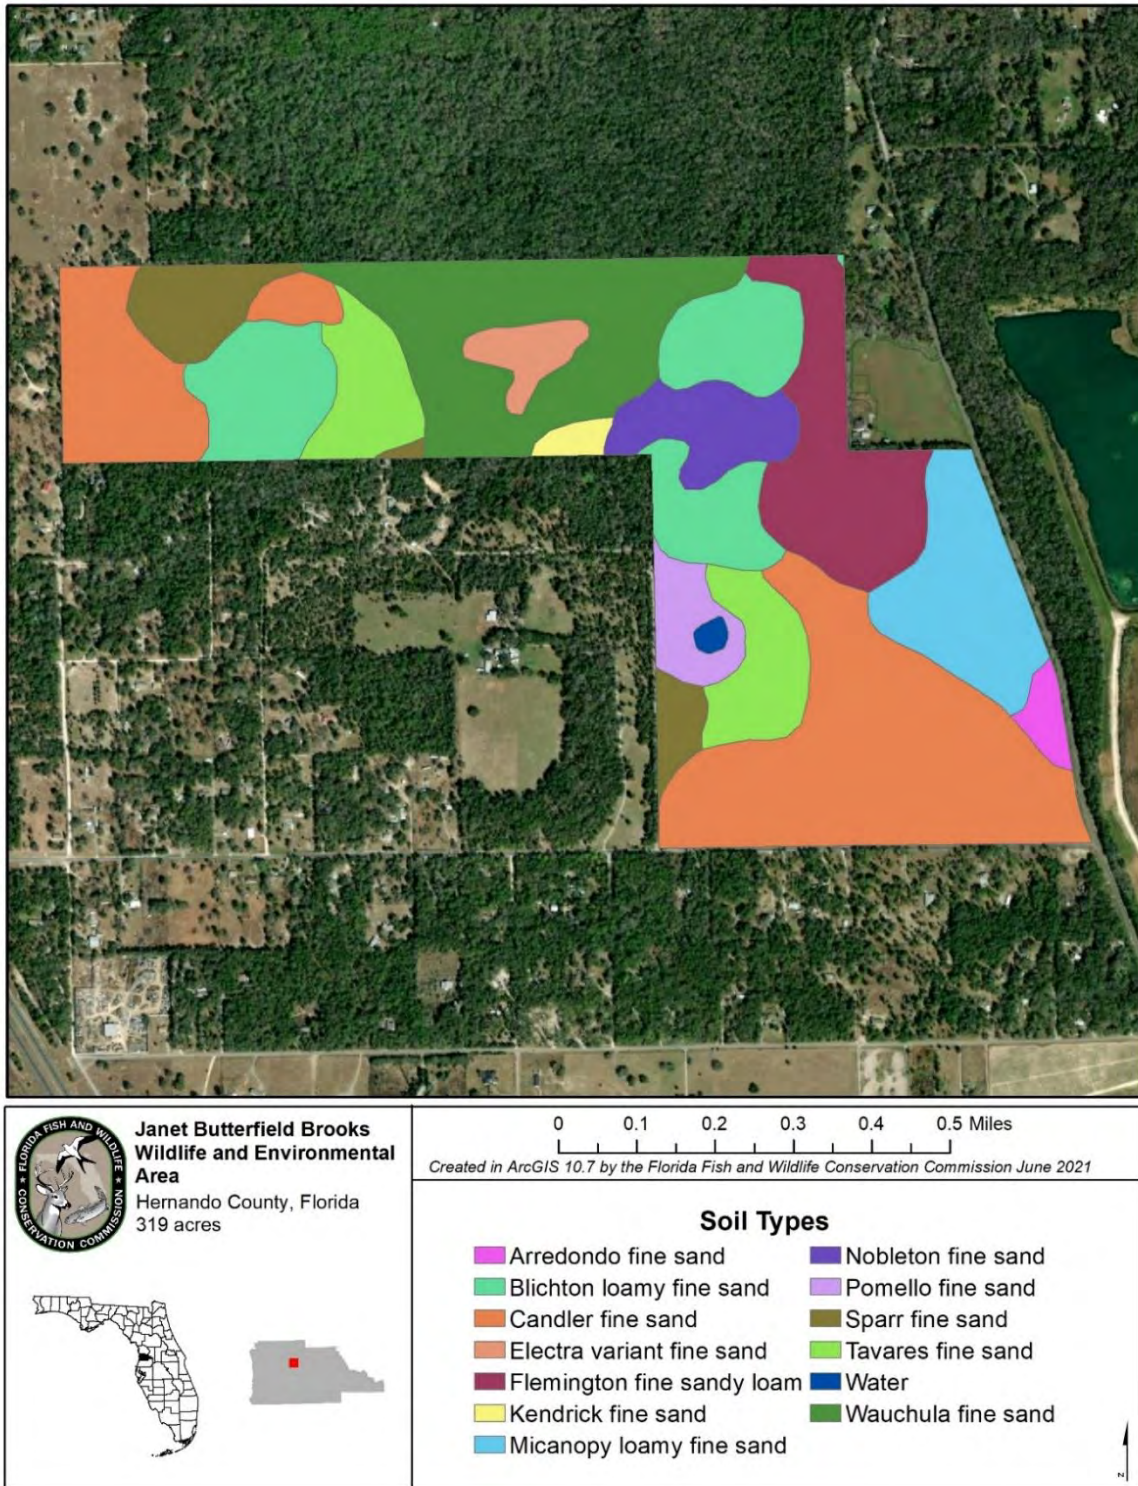 FLORIDA FISH AND WILDLIFE
CONSERVATION COMMISSION
Janet Butterfield Brooks
Wildlife and Environmental
Area
Hernando County, Florida
319 acres
0 0.1 0.2 0.3 0.4 0.5 Miles
Created in ArcGIS 10.7 by the Florida Fish and Wildlife Conservation Commission June 2021
Soil Types
Arredondo fine sand
Blichton loamy fine sand
Candler fine sand
Electra variant fine sand
Flemington fine sandy loam
Kendrick fine sand
Micanopy loamy fine sand
Nobleton fine sand
Pomello fine sand
Sparr fine sand
Tavares fine sand
Water
Wauchula fine sand
N